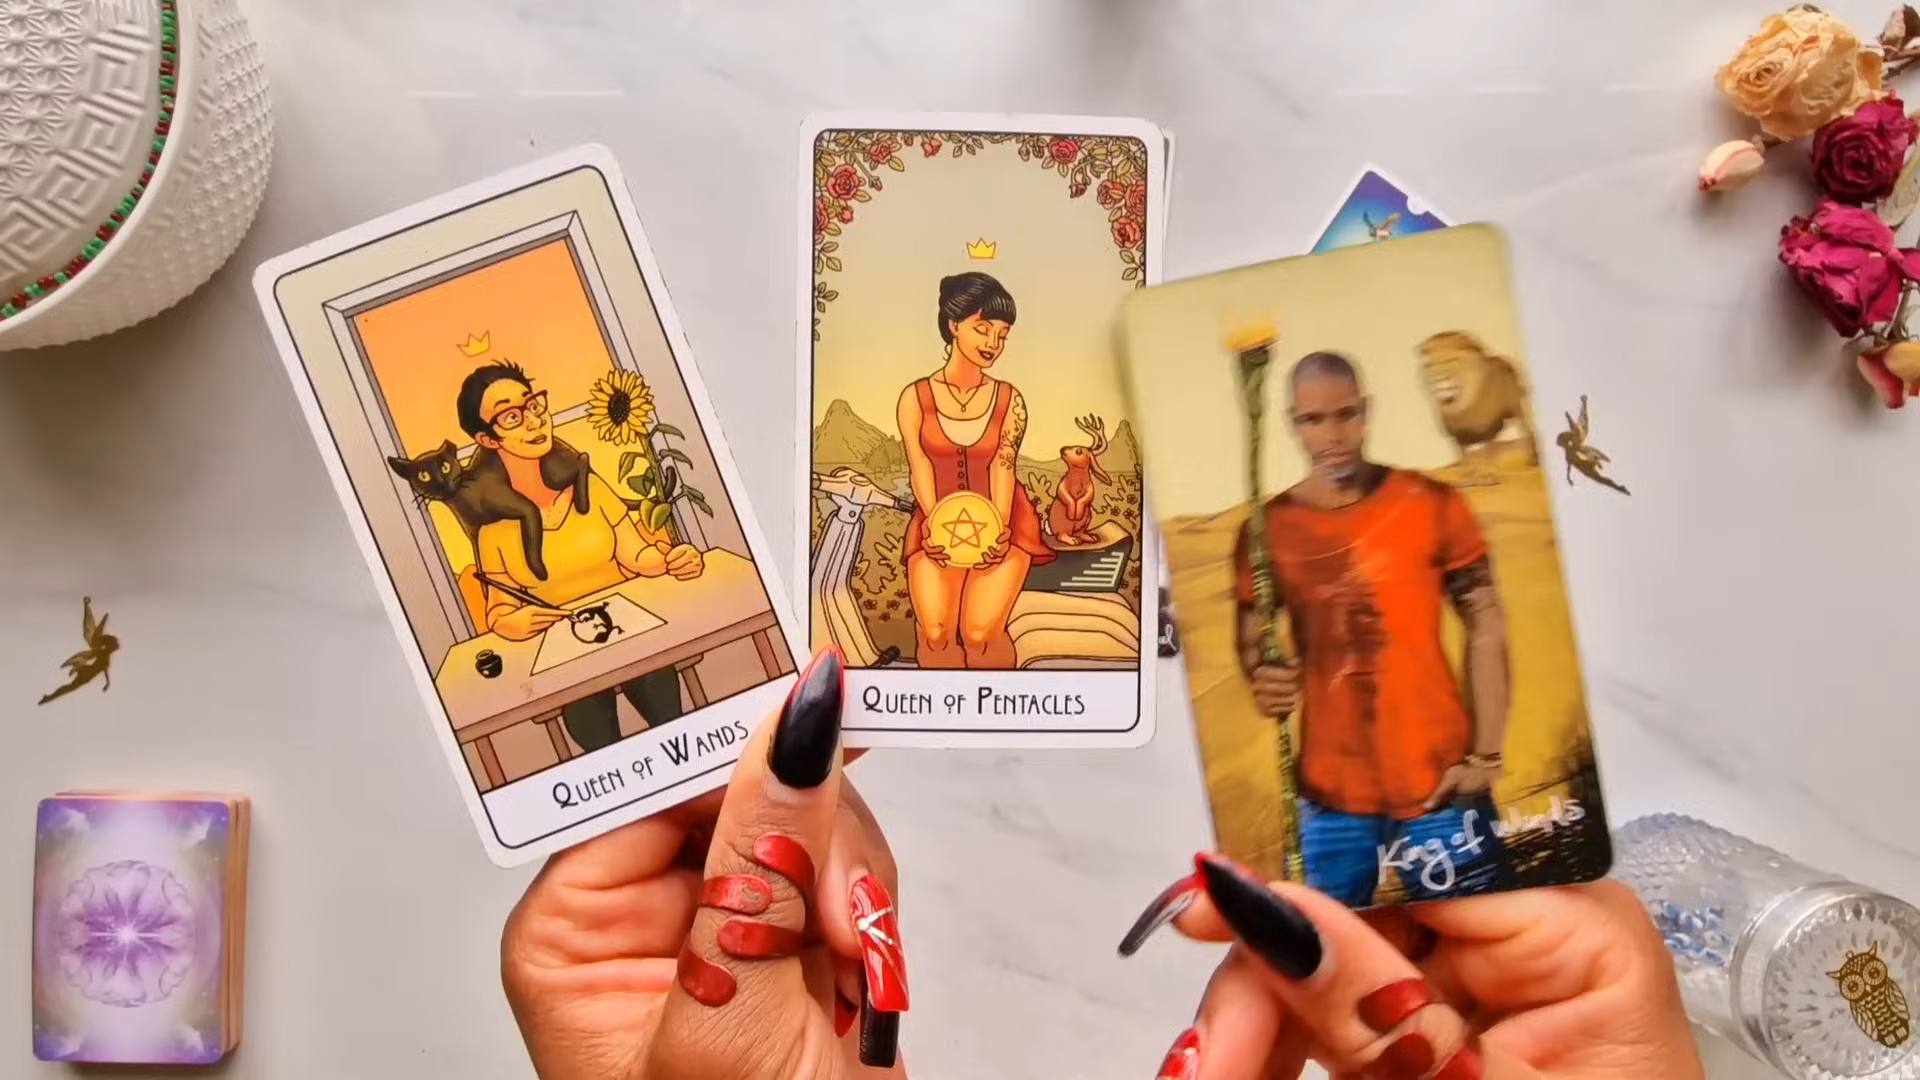 Queen of Wands
Queen of Pentacles
King of Wands